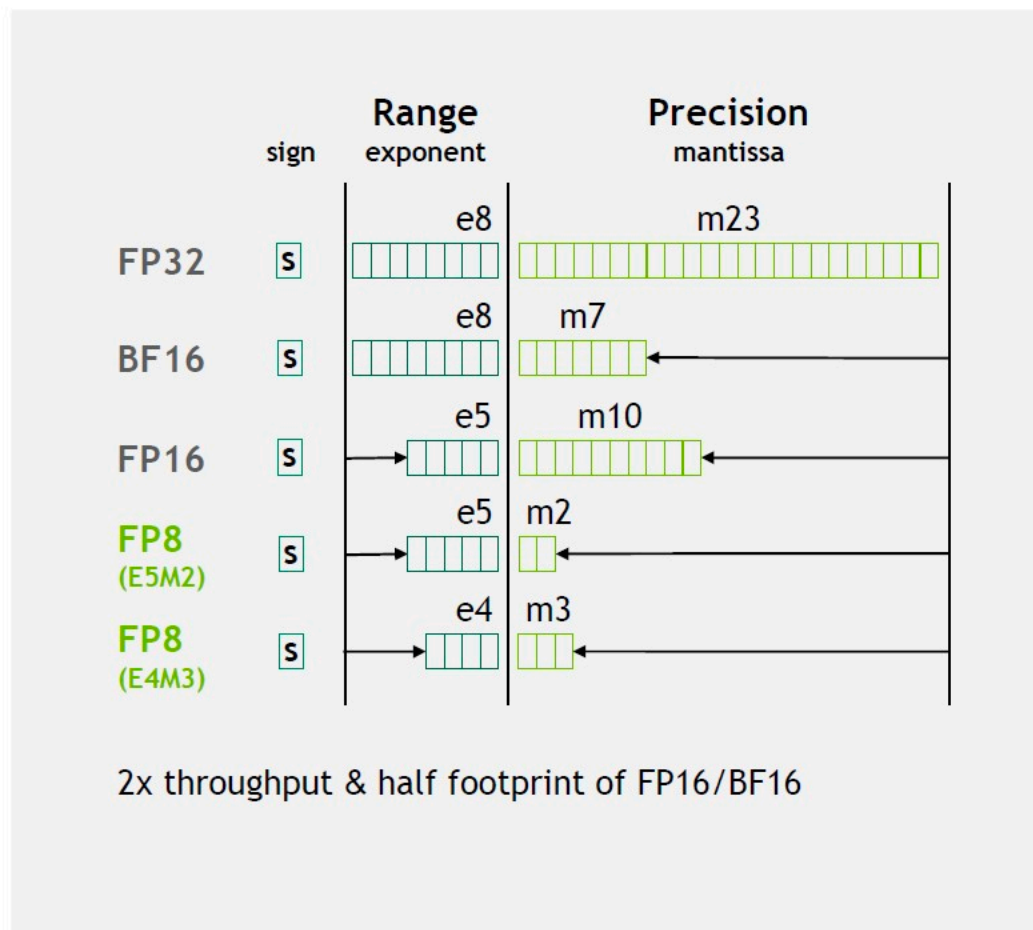 Range Precision
sign exponent mantissa
e8 m23
FP32 s
e8 m7
BF16 s
e5 m10
FP16 s
e5 m2
FP8 s
(E5M2)
e4 m3
FP8 s
(E4M3)
2x throughput & half footprint of FP16/BF16